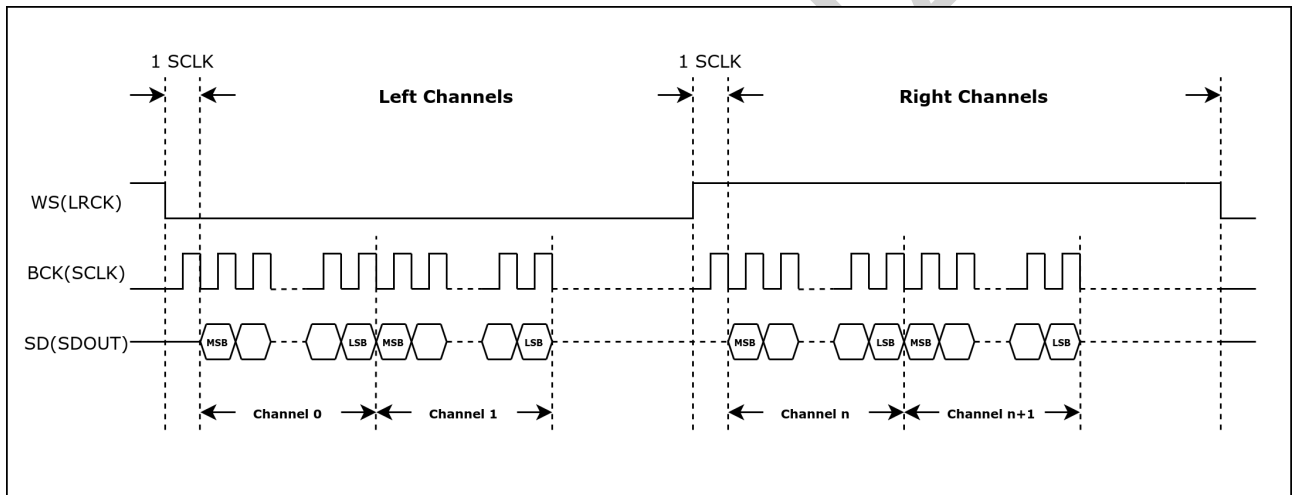 1 SCLK 1 SCLK
Left Channels Right Channels
WS(LRCK)
BCK(SCLK)
SD(SDOUT) MSB LSB MSB LSB MSB LSB MSB LSB
Channel 0 Channel 1 Channel n Channel n+1